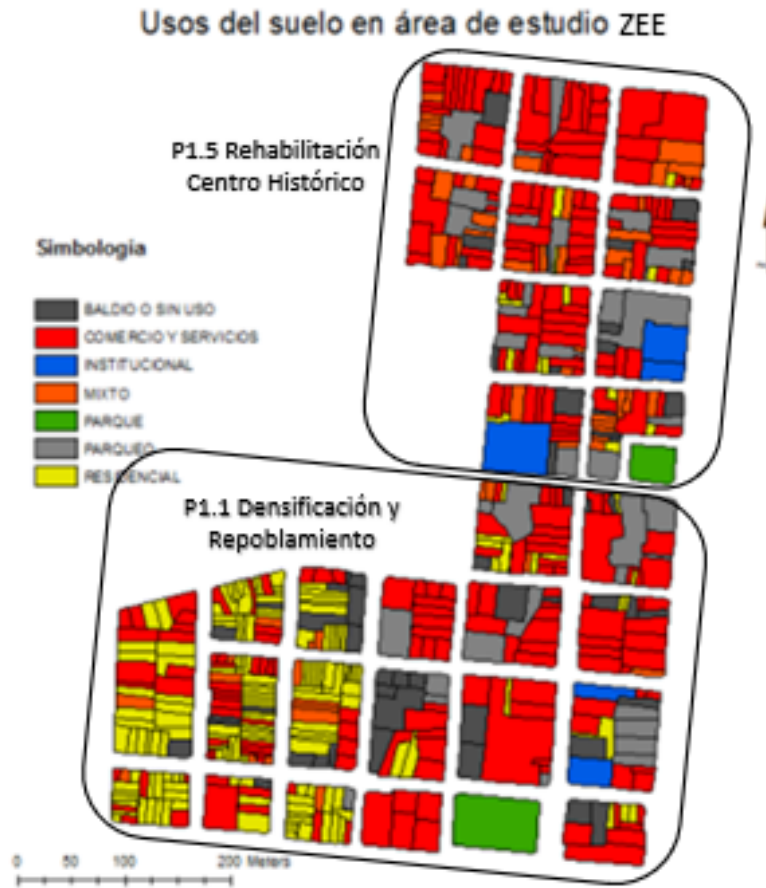 Usos del suelo en área de estudio ZEE
P1.5 Rehabilitación
Centro Histórico
Simbología
BALDIO O SIN USO
COMERCIO Y SERVICIOS
INSTITUCIONAL
MIXTO
PARQUE
PARQUEO
RESIDENCIAL
P1.1 Densificación y
Repoblamiento
0 50 100 200 Meters